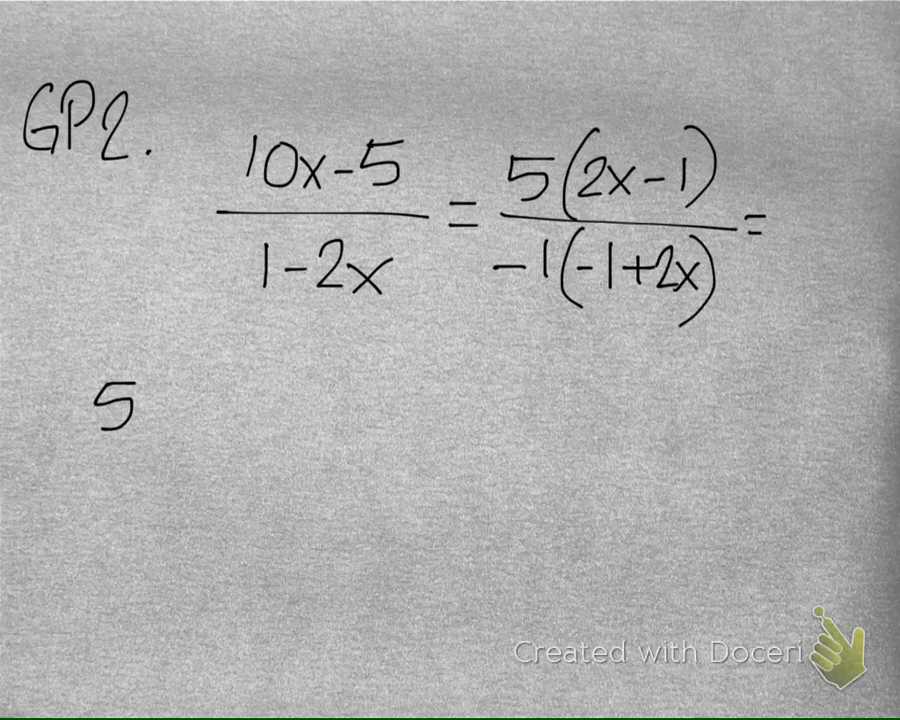 GP2.
10x-5 = 5(2x-1) =
1-2x -1(-1+2x)
5
Created with Doceri